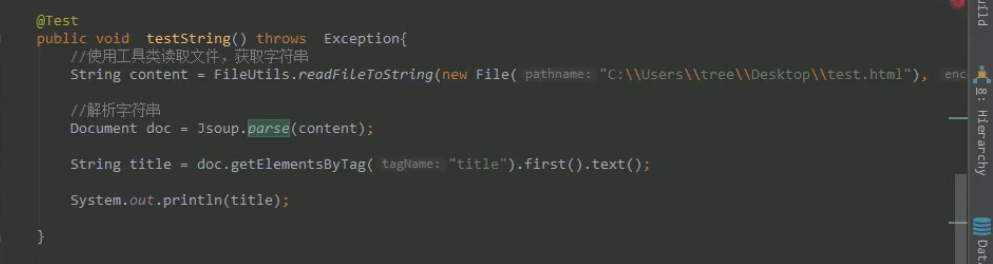 @Test
public void testString() throws Exception{
//使用工具类读取文件，获取字符串
String content = FileUtils.readFileToString(new File( pathname: "C:\\Users\\tree\\Desktop\\test.html"), enc
//解析字符串
Document doc = Jsoup.parse(content);
String title = doc.getElementsByTag( tagName: "title").first().text();
System.out.println(title);
}
uild
8: Hierarchy
Data